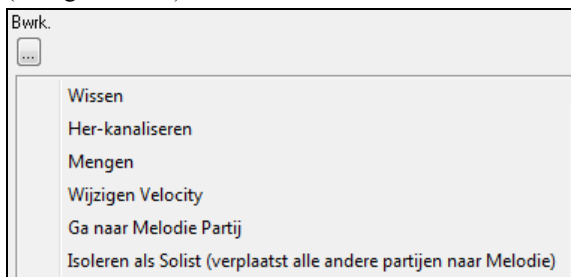 Bwrk.
...
Wissen
Her-kanaliseren
Mengen
Wijzigen Velocity
Ga naar Melodie Partij
Isoleren als Solist (verplaatst alle andere partijen naar Melodie)